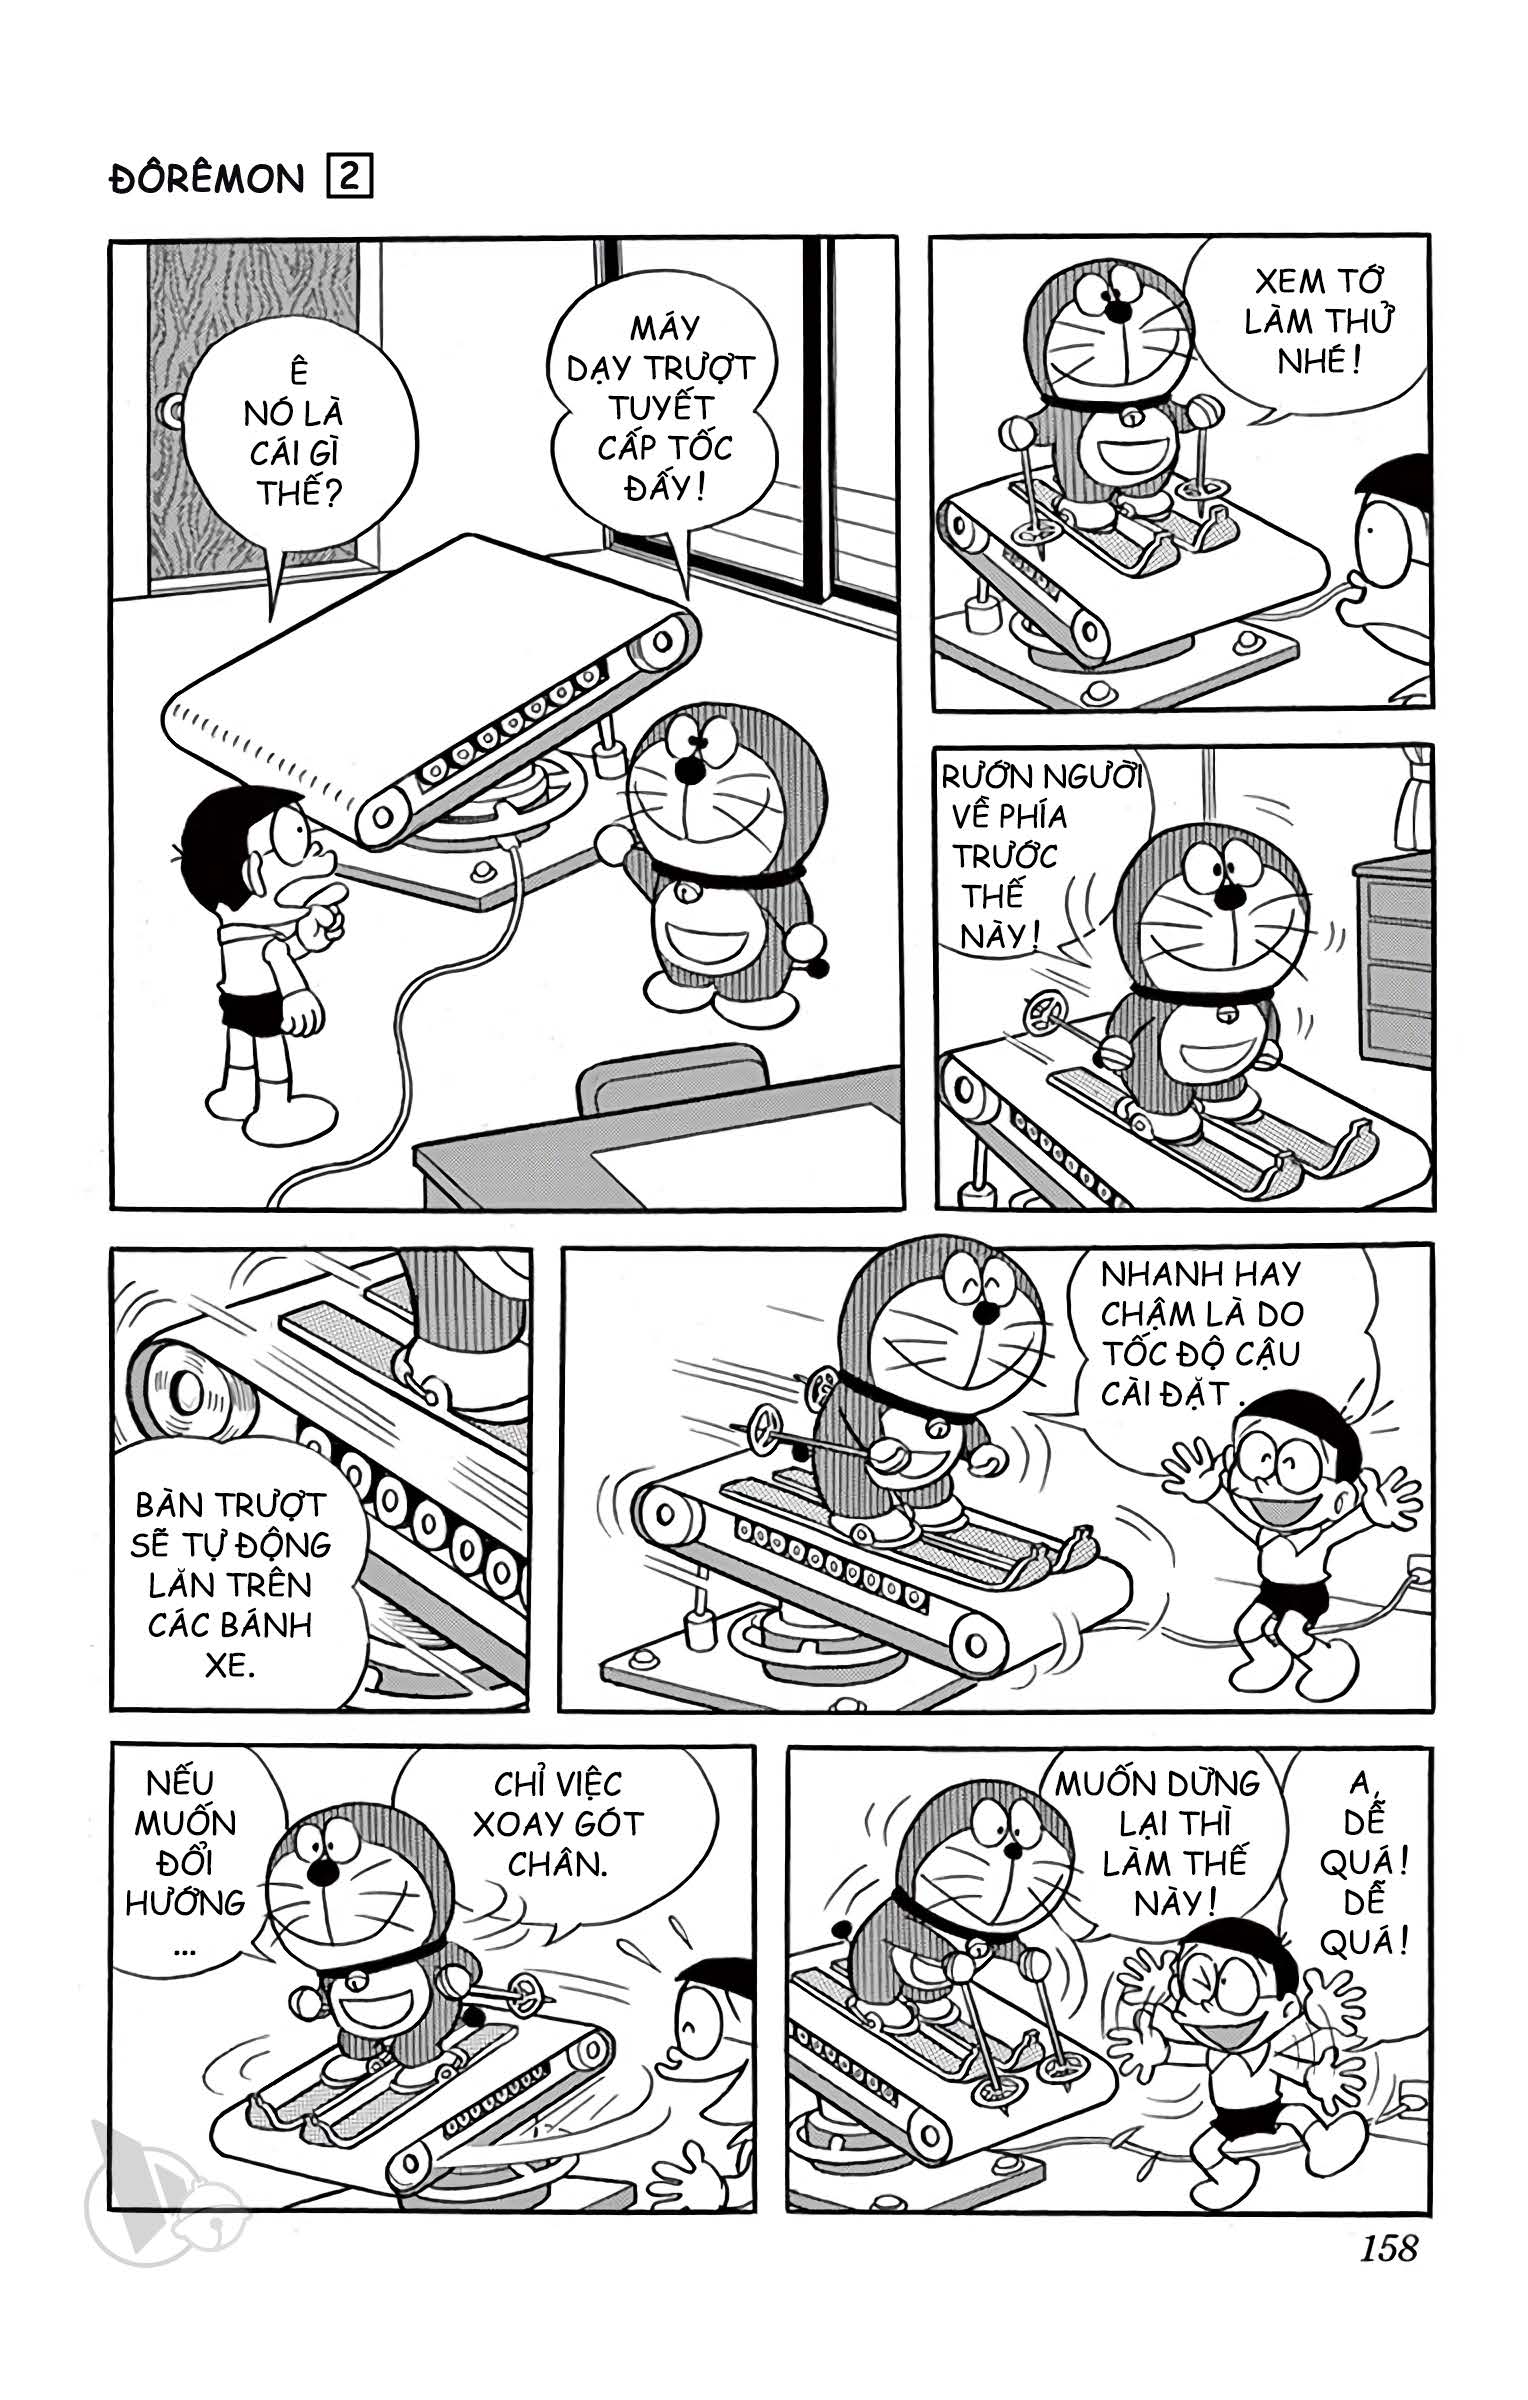 ĐÔRÊMON 2
Ê
NÓ LÀ
CÁI GÌ
THẾ?
MÁY
DẠY TRƯỢT
TUYẾT
CẤP TỐC
ĐẤY!
XEM TỚ
LÀM THỬ
NHÉ!
RƯỚN NGƯỜI
VỀ PHÍA
TRƯỚC
THẾ
NÀY!
BÀN TRƯỢT
SẼ TỰ ĐỘNG
LĂN TRÊN
CÁC BÁNH
XE.
NHANH HAY
CHẬM LÀ DO
TỐC ĐỘ CẬU
CÀI ĐẶT.
NẾU
MUỐN
ĐỔI
HƯỚNG
...
CHỈ VIỆC
XOAY GÓT
CHÂN.
MUỐN DỪNG
LẠI THÌ
LÀM THẾ
NÀY!
A,
DỄ
QUÁ!
DỄ
QUÁ!
158